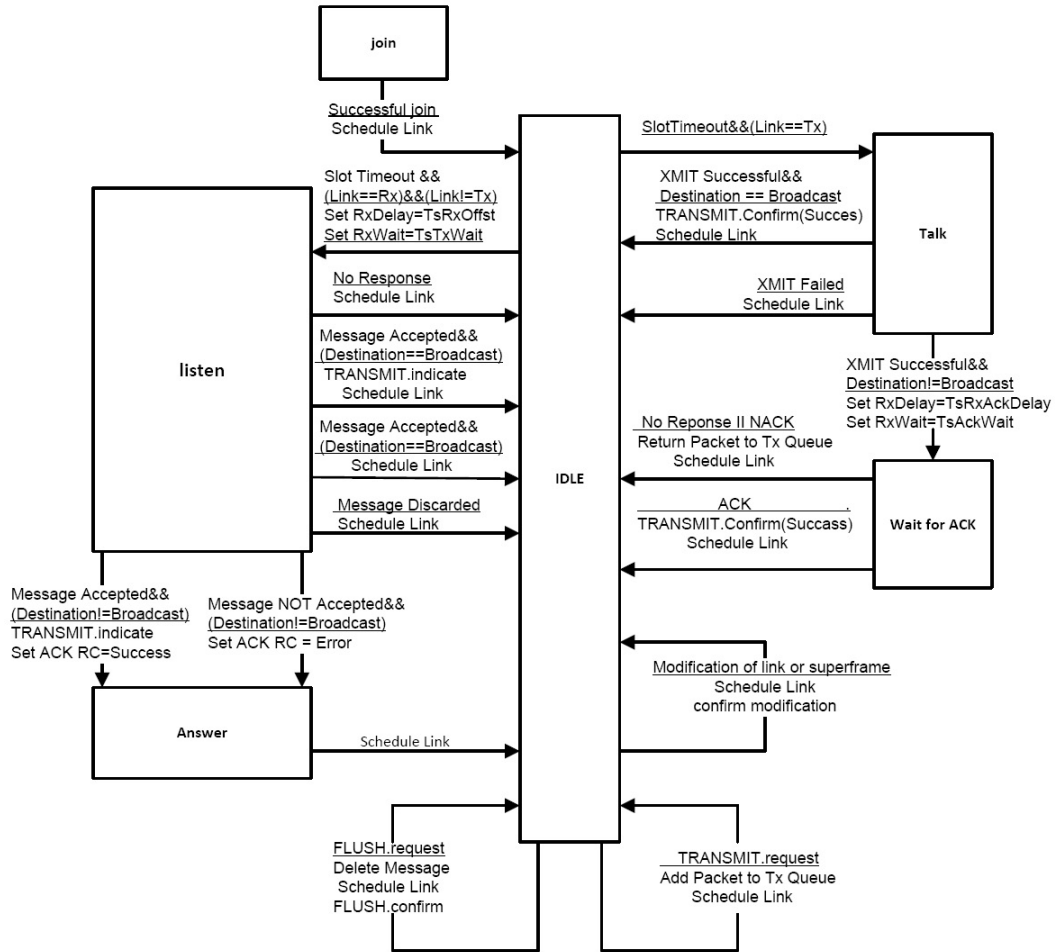 join
Successful join
Schedule Link
SlotTimeout&&(Link==Tx)
Slot Timeout &&
(Link==Rx)&&(Link!=Tx)
Set RxDelay=TsRxOffst
Set RxWait=TsTxWait
XMIT Successful&&
Destination == Broadcast
TRANSMIT.Confirm(Succes)
Schedule Link
Talk
No Response
Schedule Link
XMIT Failed
Schedule Link
listen
Message Accepted&&
(Destination==Broadcast)
TRANSMIT.indicate
Schedule Link
XMIT Successful&&
Destination!=Broadcast
Set RxDelay=TsRxAckDelay
Set RxWait=TsAckWait
Message Accepted&&
(Destination==Broadcast)
Schedule Link
No Reponse II NACK
Return Packet to Tx Queue
Schedule Link
IDLE
Message Discarded
Schedule Link
ACK .
TRANSMIT.Confirm(Succass)
Schedule Link
Wait for ACK
Message Accepted&&
(Destination!=Broadcast)
TRANSMIT.indicate
Set ACK RC=Success
Message NOT Accepted&&
(Destination!=Broadcast)
Set ACK RC = Error
Modification of link or superframe
Schedule Link
confirm modification
Answer
Schedule Link
FLUSH.request
Delete Message
Schedule Link
FLUSH.confirm
TRANSMIT.request
Add Packet to Tx Queue
Schedule Link